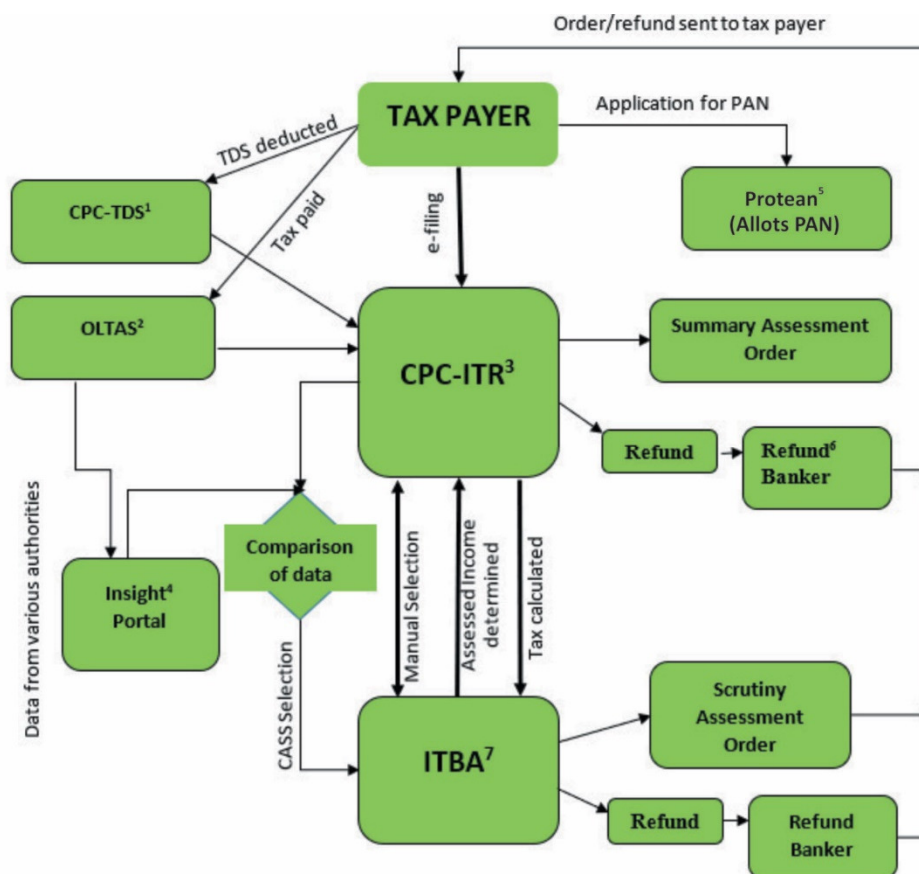 Order/refund sent to tax payer
TAX PAYER
Application for PAN
TDS deducted
CPC-TDS¹
Tax paid
e-filing
Protean⁵
(Allots PAN)
OLTAS²
CPC-ITR³
Summary Assessment
Order
Refund
Refund⁶
Banker
Data from various authorities
Comparison
of data
Insight⁴
Portal
Manual Selection
Assessed Income
determined
Tax calculated
CASS Selection
ITBA⁷
Scrutiny
Assessment
Order
Refund
Refund
Banker